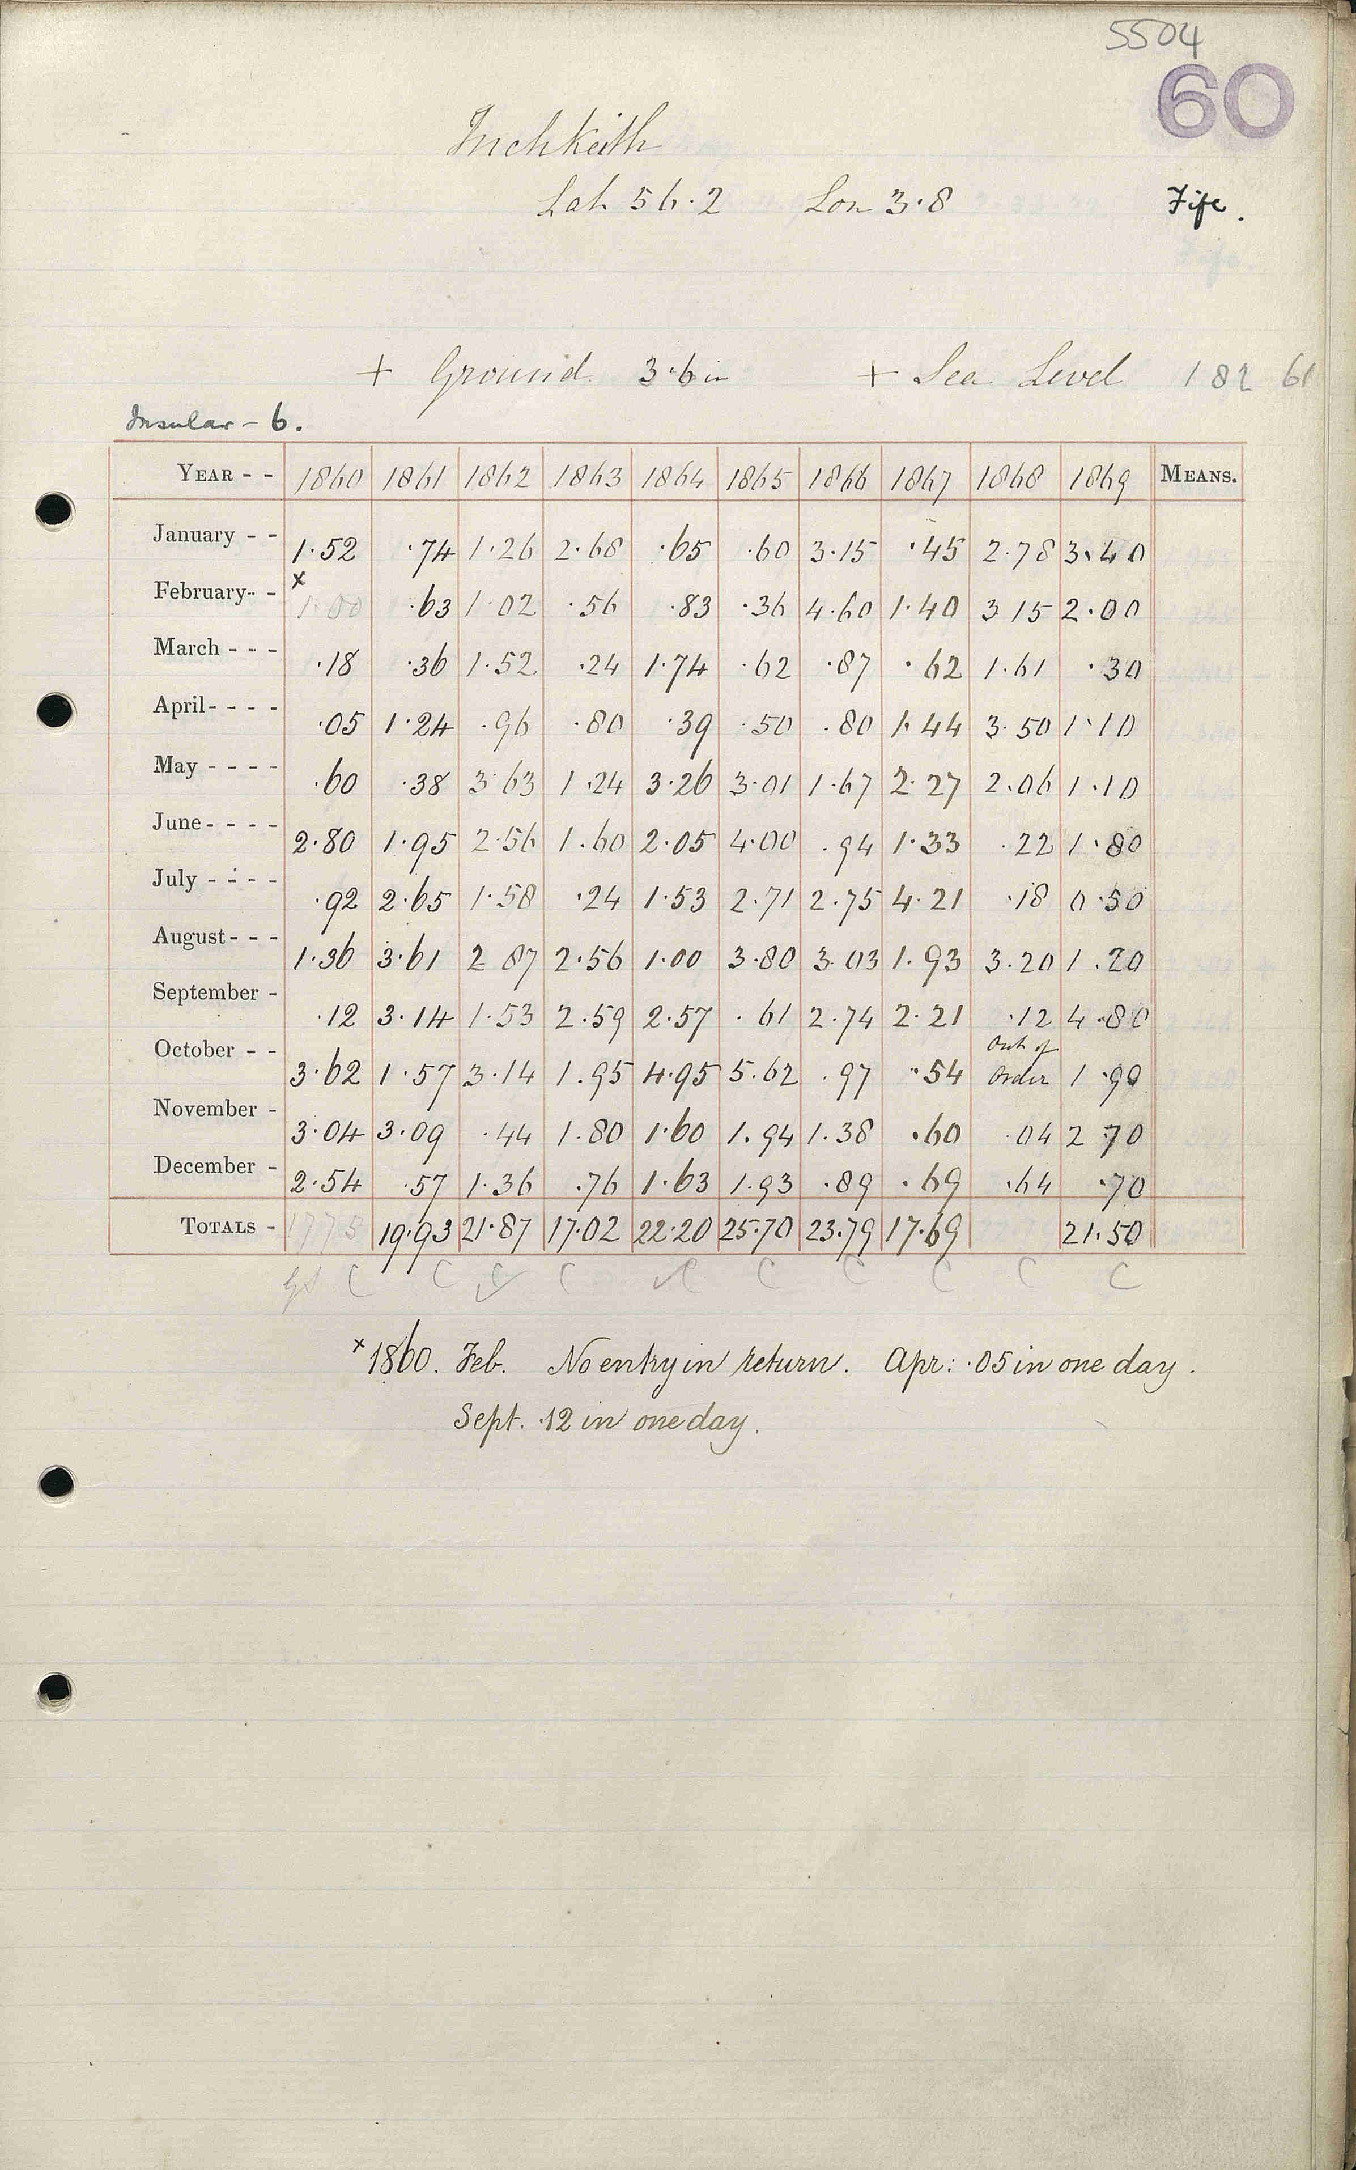 5504
60
Inchkeith
Lat 56.2 Lon 3.8 Fife.
+ Ground 3.6 in + Sea Level 182
Insular - 6.
YEAR - - 1860 1861 1862 1863 1864 1865 1866 1867 1868 1869 MEANS.
January - - 1.52 .74 1.26 2.68 .65 .60 3.15 .45 2.78 3.40
February - - x 1.00 .63 1.02 .56 .83 .36 4.60 1.40 3.15 2.00
March - - - .18 .36 1.52 .24 1.74 .62 .87 .62 1.61 .30
April - - - - .05 1.24 .96 .80 .39 .50 .80 1.44 3.50 1.10
May - - - - .60 .38 3.63 1.24 3.26 3.01 1.67 2.27 2.06 1.10
June - - - - 2.80 1.95 2.56 1.60 2.05 4.00 .94 1.33 .22 1.80
July - - - - .92 2.65 1.58 .24 1.53 2.71 2.75 4.21 .18 0.50
August - - - 1.36 3.61 2.87 2.56 1.00 3.80 3.03 1.93 3.20 1.20
September - .12 3.14 1.53 2.59 2.57 .61 2.74 2.21 .12 4.80
October - - 3.62 1.57 3.14 1.95 4.95 5.62 .97 .54 Out of Order 1.90
November - 3.04 3.09 .44 1.80 1.60 1.94 1.38 .60 .04 2.70
December - 2.54 .57 1.36 .76 1.63 1.93 .89 .69 .64 .70
TOTALS - 1775 19.93 21.87 17.02 22.20 25.70 23.79 17.69 21.50
C C C C C C C C C C
x 1860. Feb. No entry in return. Apr: .05 in one day.
Sept. .12 in one day.